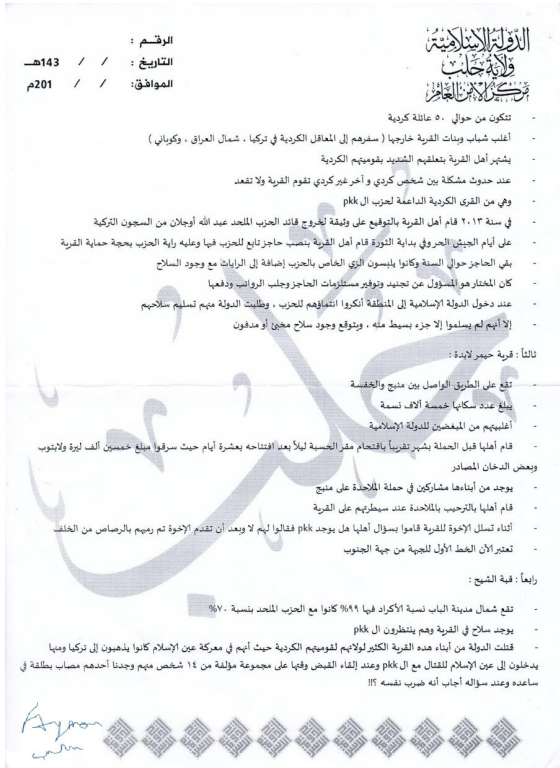 الدولة الإسلامية
ولاية حلب
مركز الأمن العام
الرقم :
التاريخ : / / 143هـ
الموافق : / / 201م
- تتكون من حوالي ٥٠ عائلة كردية
- أغلب شباب وبنات القرية خارجها ( سفرهم إلى المعاقل الكردية في تركيا ، شمال العراق ، وكوباني )
- يشتهر أهل القرية بتعلقهم الشديد بقوميتهم الكردية
- عند حدوث مشكلة بين شخص كردي و آخر غير كردي تقوم القرية ولا تقعد
- وهي من القرى الكردية الداعمة لحزب ال pkk
- في سنة ٢٠١٣ قام أهل القرية بالتوقيع على وثيقة لخروج قائد الحزب الملحد عبد الله أوجلان من السجون التركية
- على أيام الجيش الحر وفي بداية الثورة قام أهل القرية بنصب حاجز تابع للحزب فيها وعليه راية الحزب بحجة حماية القرية
- بقي الحاجز حوالي السنة وكانوا يلبسون الزي الخاص بالحزب إضافة إلى الرايات مع وجود السلاح
- كان المختار هو المسؤول عن تجنيد وتوفير مستلزمات الحاجز وجلب الرواتب ودفعها
- عند دخول الدولة الإسلامية إلى المنطقة أنكروا انتماؤهم للحزب ، وطلبت الدولة منهم تسليم سلاحهم
- إلا أنهم لم يسلموا إلا جزء بسيط منه ، ويتوقع وجود سلاح مخبئ أو مدفون
ثالثاً : قرية حيمر لابدة :
- تقع على الطريق الواصل بين منبج والخفسة
- يبلغ عدد سكانها خمسة ألاف نسمة
- أغلبيتهم من المبغضين للدولة الإسلامية
- قام أهلها قبل الحملة بشهر تقريباً باقتحام مقر الحسبة ليلاً بعد افتتاحه بعشرة أيام حيث سرقوا مبلغ خمسين ألف ليرة ولابتوب
وبعض الدخان المصادر
- يوجد من أبناءها مشاركين في حملة الملاحدة على منبج
- قام أهلها بالترحيب بالملاحدة عند سيطرتهم على القرية
- أثناء تسلل الإخوة للقرية قاموا بسؤال أهلها هل يوجد pkk فقالوا لهم لا وبعد أن تقدم الإخوة تم رميهم بالرصاص من الخلف
- تعتبر الآن الخط الأول للجبهة من جهة الجنوب
رابعاً : قبة الشيح :
- تقع شمال مدينة الباب نسبة الأكراد فيها ٩٩% كانوا مع الحزب الملحد بنسبة ٧٠%
- يوجد سلاح في القرية وهم ينتظرون ال pkk
- قتلت الدولة من أبناء هده القرية الكثير لولائهم لقوميتهم الكردية حيث أنهم في معركة عين الإسلام كانوا يذهبون إلى تركيا ومنها
يدخلون إلى عين الإسلام للقتال مع ال pkk وعند إلقاء القبض وقتها على مجموعة مؤلفة من ١٤ شخص منهم وجدنا أحدهم مصاب بطلقة في
ساعده وعند سؤاله أجاب أنه ضرب نفسه ؟!!
حلب
Aymenn